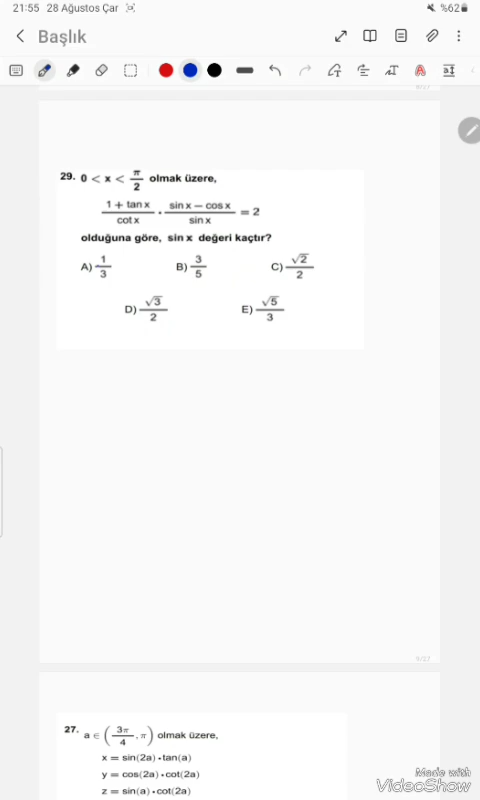 21:55 28 Ağustos Çar %62
Başlık
29. 0 < x < π/2 olmak üzere,
(1 + tan x)/(cot x) · (sin x − cos x)/(sin x) = 2
olduğuna göre, sin x değeri kaçtır?
A) 1/3 B) 3/5 C) √2/2
D) √3/2 E) √5/3
9/27
27. a ∈ (3π/4, π) olmak üzere,
x = sin(2a) • tan(a)
y = cos(2a) • cot(2a)
z = sin(a) • cot(2a)
Made with
VideoShow